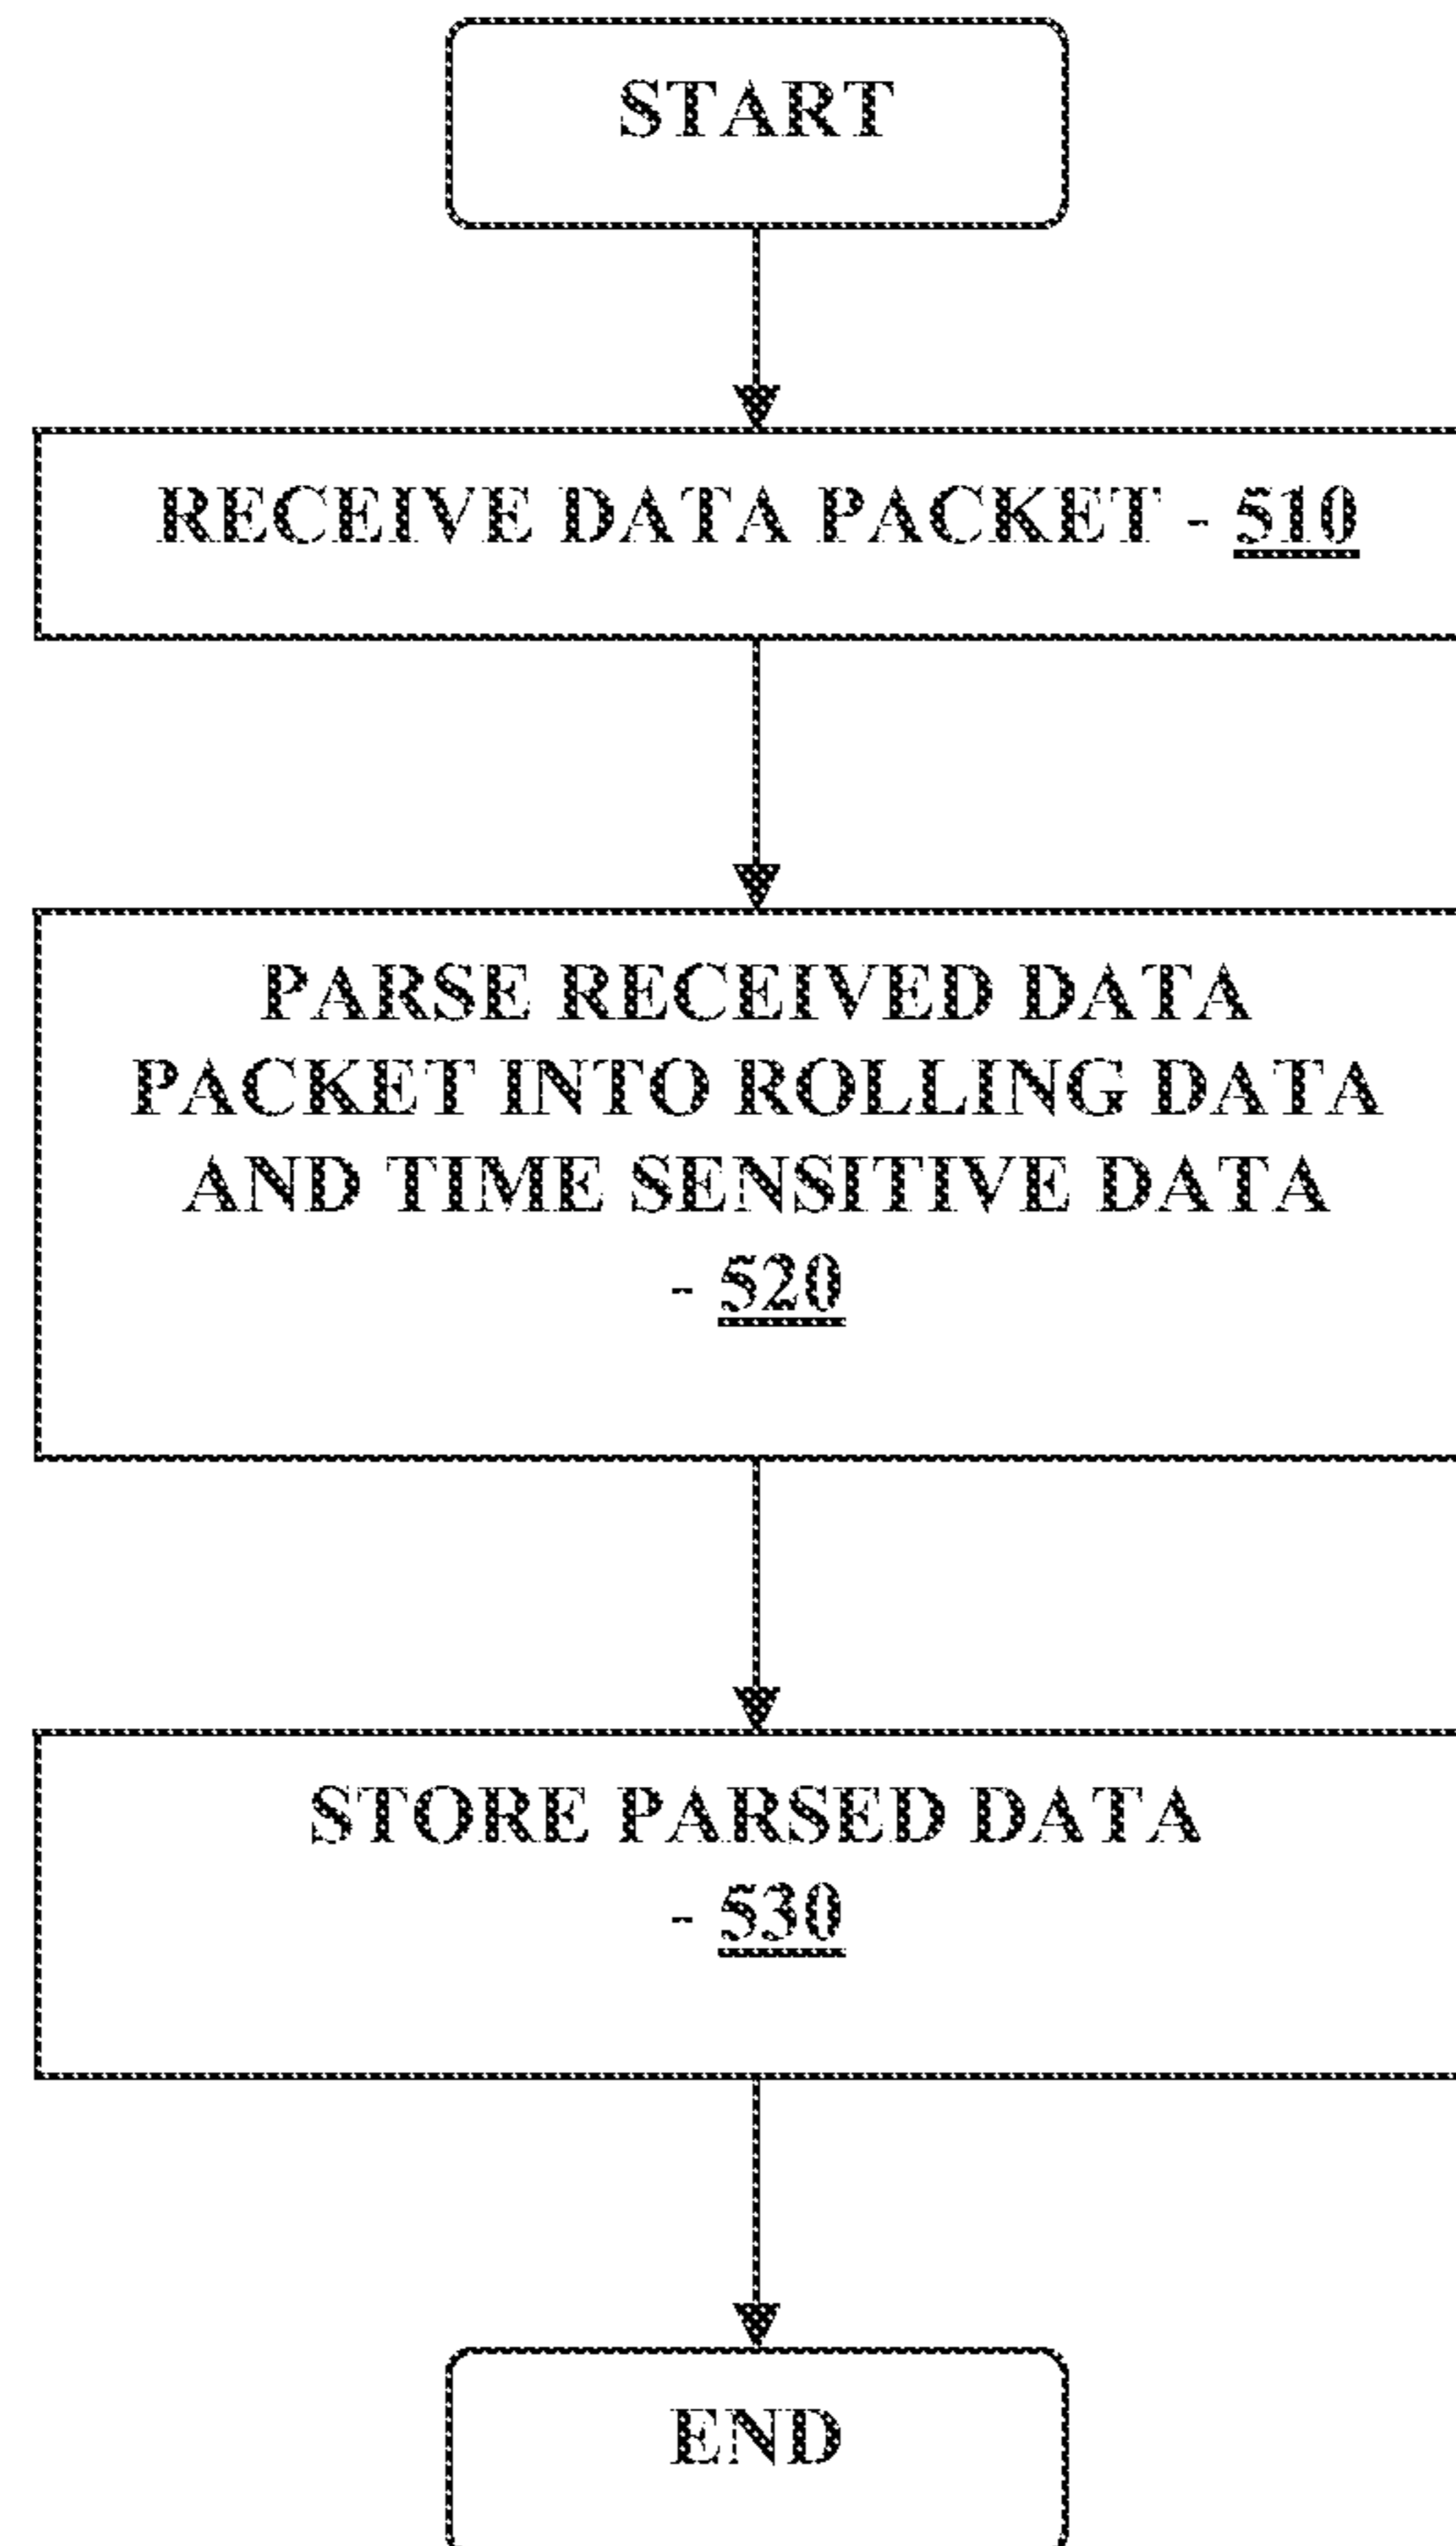 START
RECEIVE DATA PACKET - 510
PARSE RECEIVED DATA
PACKET INTO ROLLING DATA
AND TIME SENSITIVE DATA
- 520
STORE PARSED DATA
- 530
END